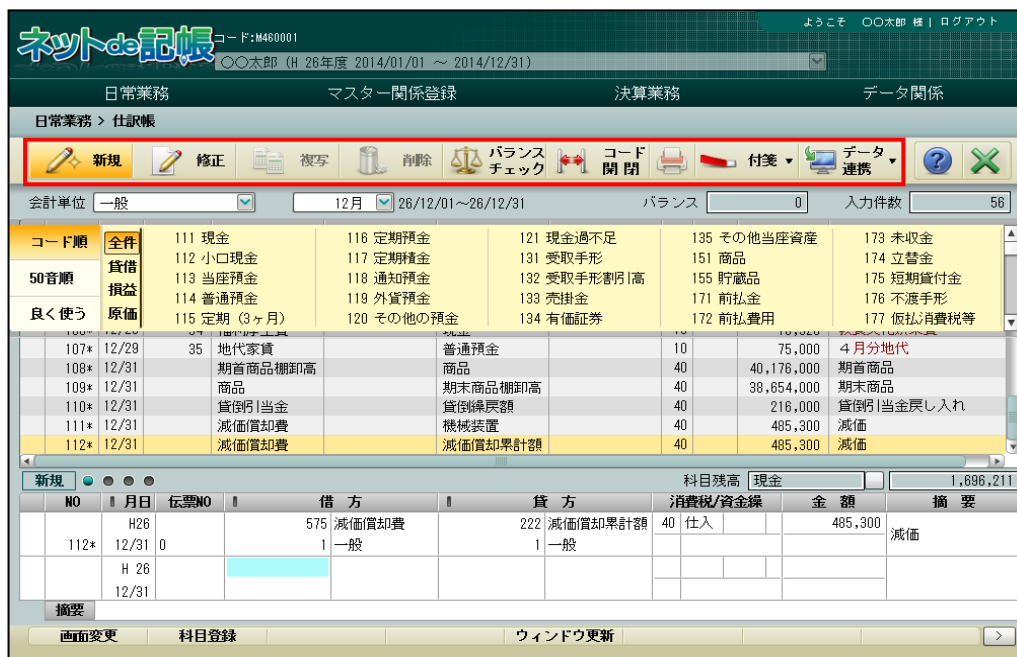 ようこそ 〇〇太郎 様 | ログアウト
ネットde記帳 コード:M460001
〇〇太郎 (H 26年度 2014/01/01 ～ 2014/12/31)
日常業務 マスター関係登録 決算業務 データ関係
日常業務 > 仕訳帳
新規 修正 複写 削除 バランスチェック コード開閉 付箋 データ連携
会計単位 一般 12月 26/12/01～26/12/31 バランス 0 入力件数 56
コード順 50音順 良く使う
全件 貸借 損益 原価
111 現金 116 定期預金 121 現金過不足 135 その他当座資産 173 未収金
112 小口現金 117 定期積金 131 受取手形 151 商品 174 立替金
113 当座預金 118 通知預金 132 受取手形割引高 155 貯蔵品 175 短期貸付金
114 普通預金 119 外貨預金 133 売掛金 171 前払金 176 不渡手形
115 定期(3ヶ月) 120 その他の預金 134 有価証券 172 前払費用 177 仮払消費税等
107* 12/29 35 地代家賃 普通預金 10 75,000 4月分地代
108* 12/31 期首商品棚卸高 商品 40 40,176,000 期首商品
109* 12/31 商品 期末商品棚卸高 40 38,654,000 期末商品
110* 12/31 貸倒引当金 貸倒繰戻額 40 216,000 貸倒引当金戻し入れ
111* 12/31 減価償却費 機械装置 40 485,300 減価
112* 12/31 減価償却費 減価償却累計額 40 485,300 減価
新規 科目残高 現金 1,696,211
NO 月日 伝票NO 借 方 貸 方 消費税/資金繰 金 額 摘 要
H26 575 減価償却費 222 減価償却累計額 40 仕入 485,300 減価
112* 12/31 0 1 一般 1 一般
H 26
12/31
摘要
画面変更 科目登録 ウィンドウ更新